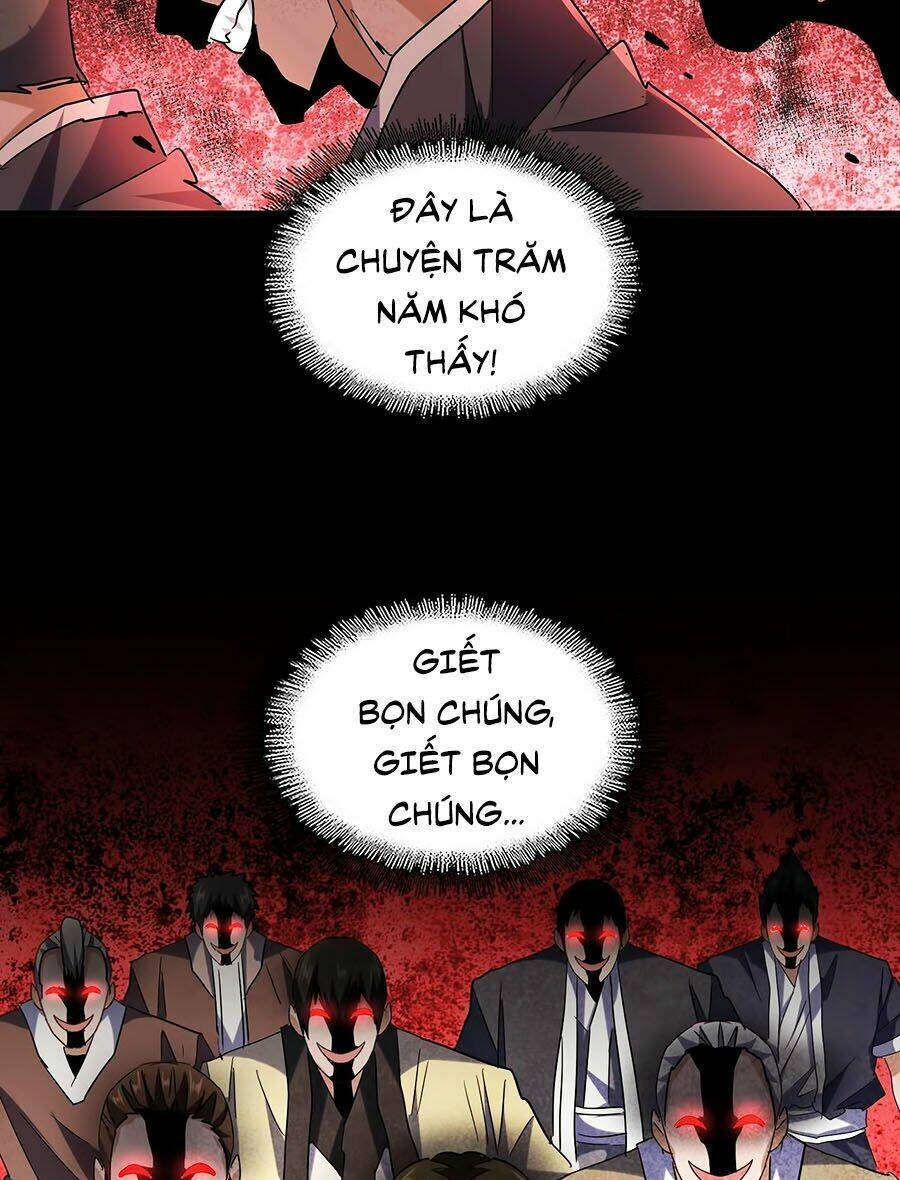 ĐÂY LÀ
CHUYỆN TRĂM
NĂM KHÓ
THẤY!
GIẾT
BỌN CHÚNG,
GIẾT BỌN
CHÚNG...